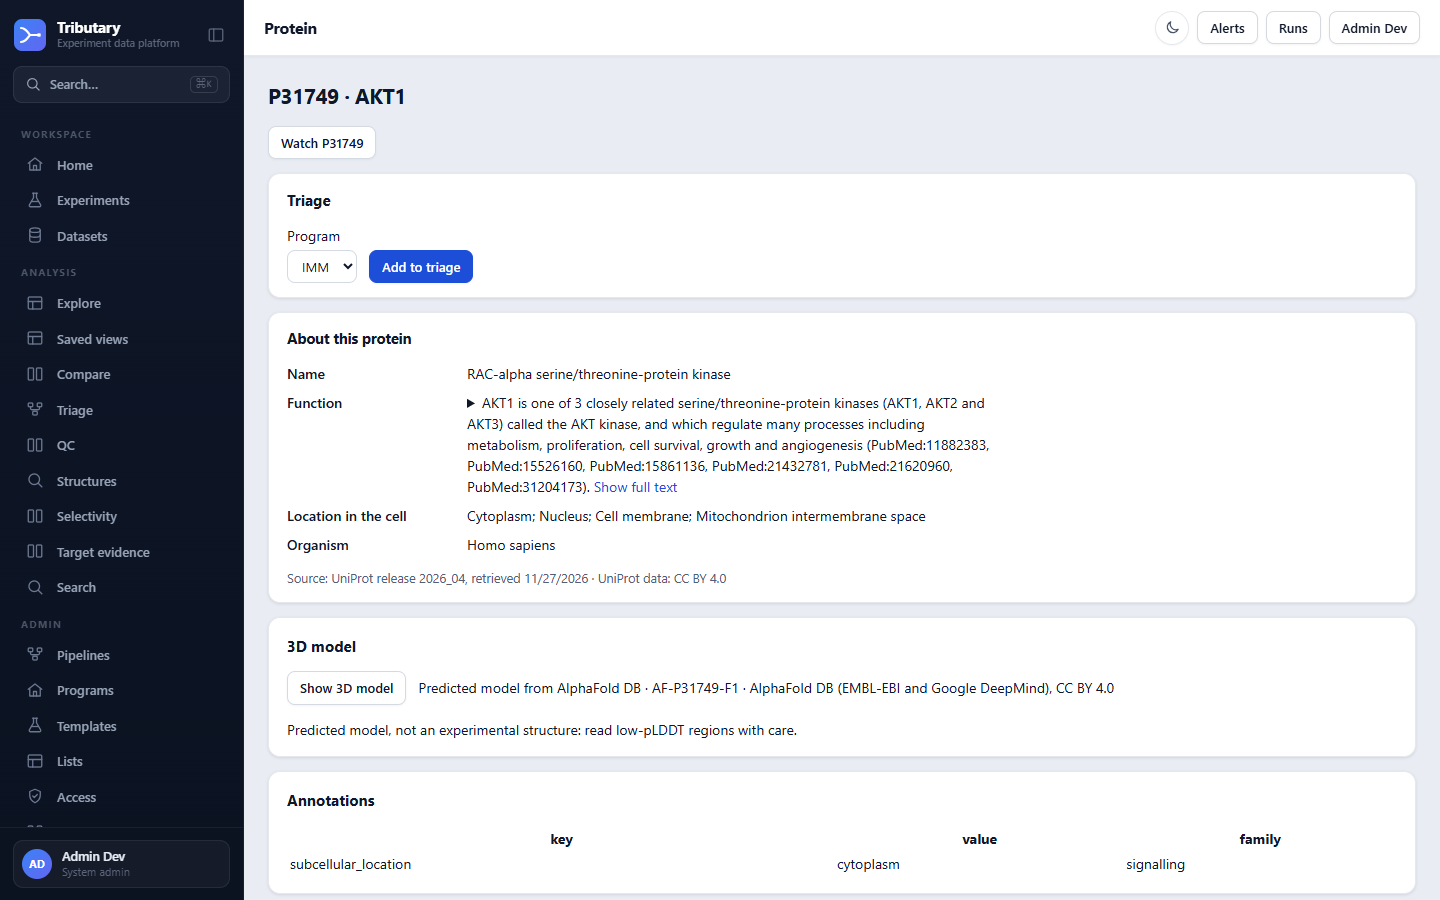 Tributary
Experiment data platform
Search...
⌘K
WORKSPACE
Home
Experiments
Datasets
ANALYSIS
Explore
Saved views
Compare
Triage
QC
Structures
Selectivity
Target evidence
Search
ADMIN
Pipelines
Programs
Templates
Lists
Access
AD
Admin Dev
System admin
Protein
Alerts
Runs
Admin Dev
P31749 · AKT1
Watch P31749
Triage
Program
IMM
Add to triage
About this protein
Name
RAC-alpha serine/threonine-protein kinase
Function
AKT1 is one of 3 closely related serine/threonine-protein kinases (AKT1, AKT2 and
AKT3) called the AKT kinase, and which regulate many processes including
metabolism, proliferation, cell survival, growth and angiogenesis (PubMed:11882383,
PubMed:15526160, PubMed:15861136, PubMed:21432781, PubMed:21620960,
PubMed:31204173). Show full text
Location in the cell
Cytoplasm; Nucleus; Cell membrane; Mitochondrion intermembrane space
Organism
Homo sapiens
Source: UniProt release 2026_04, retrieved 11/27/2026 · UniProt data: CC BY 4.0
3D model
Show 3D model
Predicted model from AlphaFold DB · AF-P31749-F1 · AlphaFold DB (EMBL-EBI and Google DeepMind), CC BY 4.0
Predicted model, not an experimental structure: read low-pLDDT regions with care.
Annotations
key value family
subcellular_location cytoplasm signalling